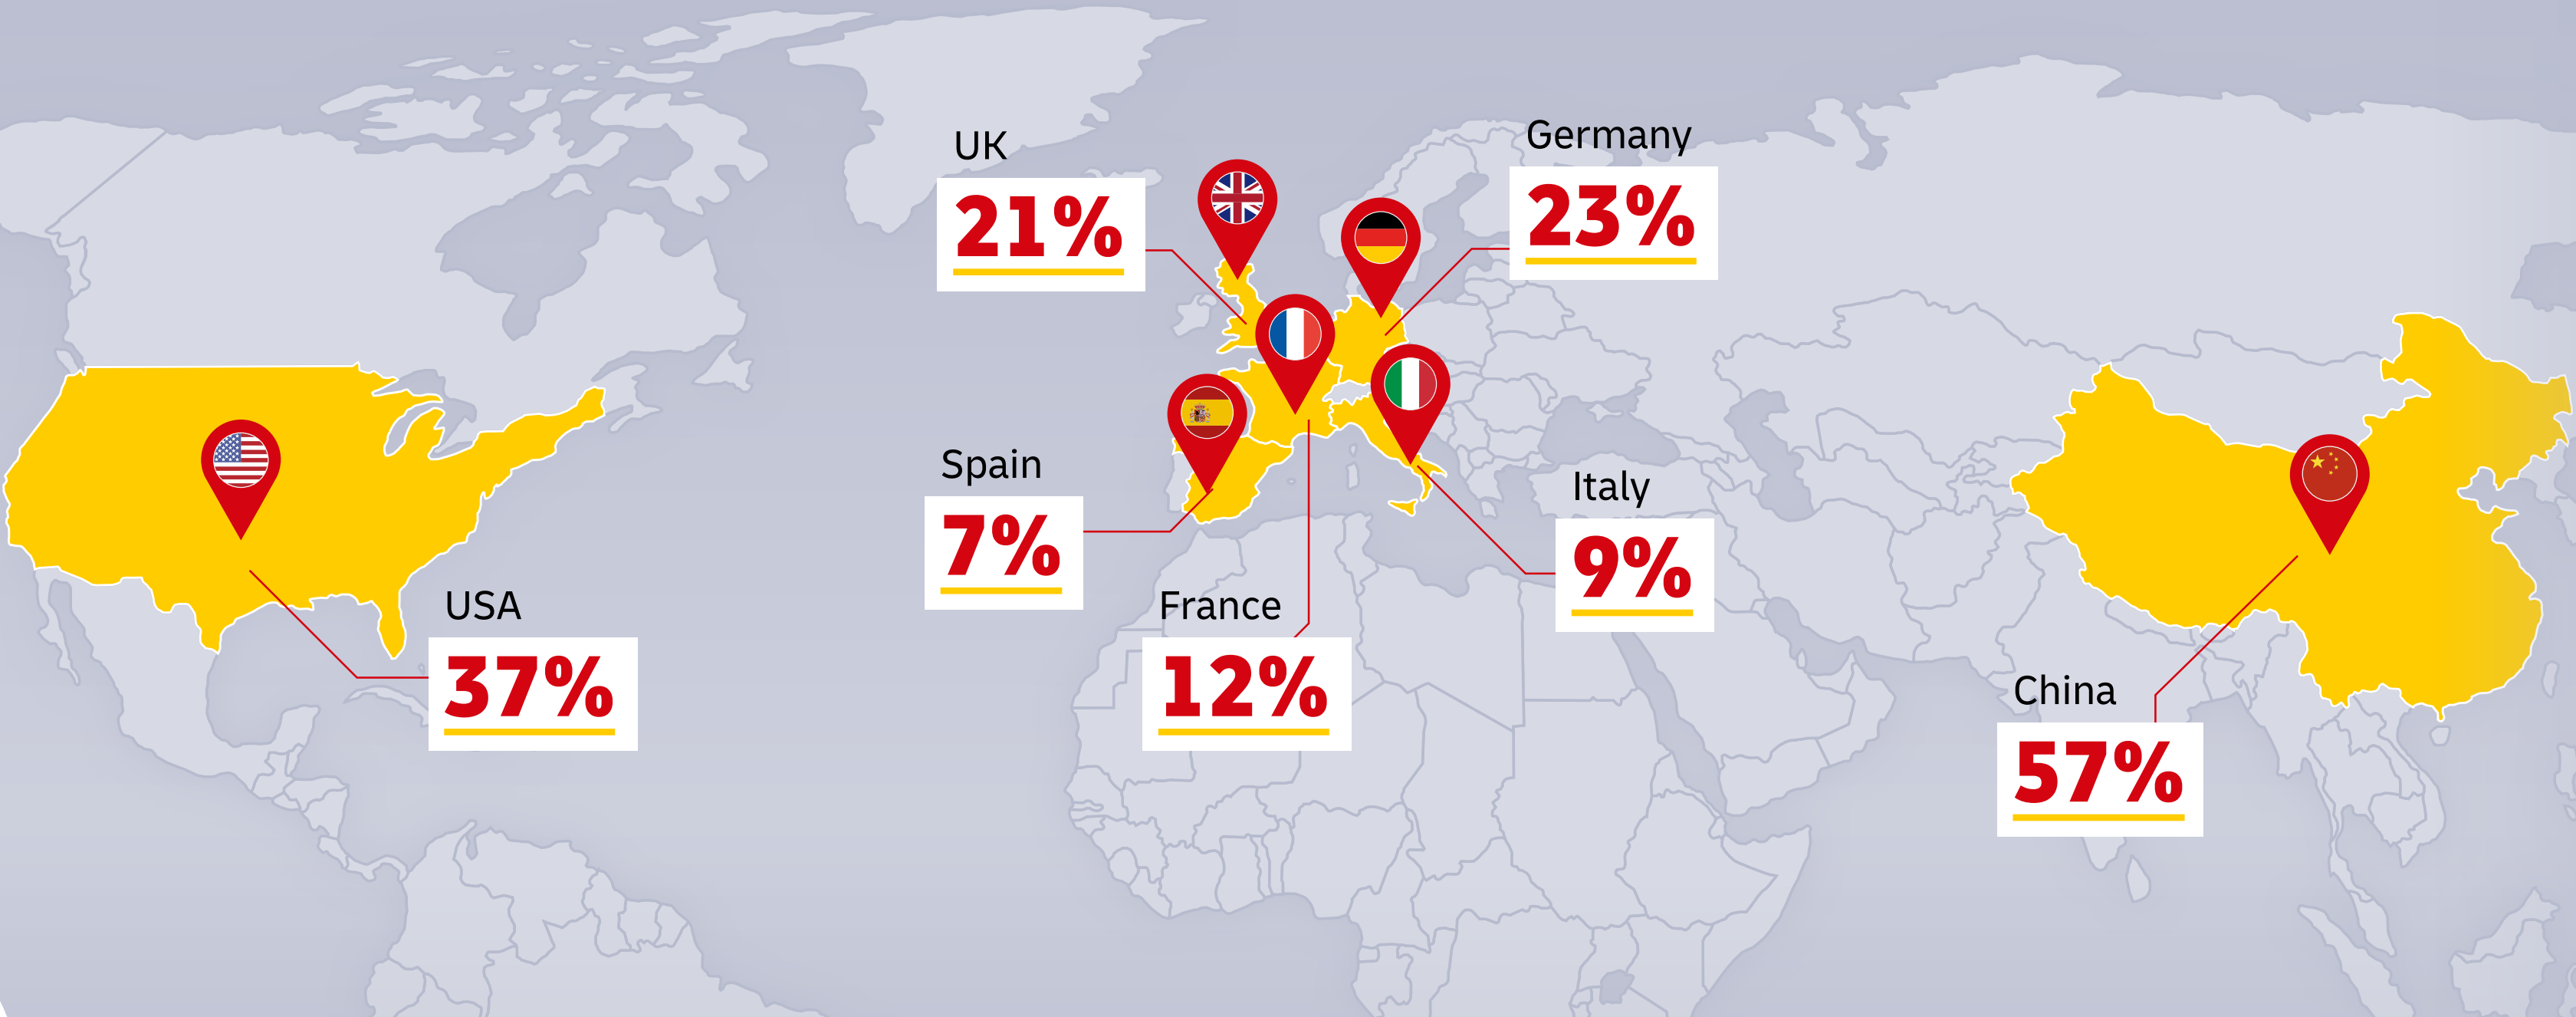 UK
21%
Germany
23%
Spain
7%
Italy
9%
USA
37%
France
12%
China
57%